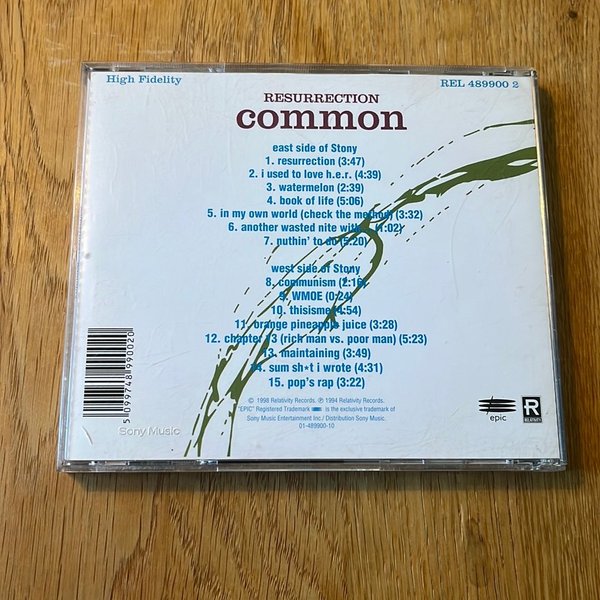 High Fidelity
REL 489900 2
RESURRECTION
common
east side of Stony
1. resurrection (3:47)
2. i used to love h.e.r. (4:39)
3. watermelon (2:39)
4. book of life (5:06)
5. in my own world (check the method) (3:32)
6. another wasted nite with... (1:02)
7. nuthin' to do (5:20)
west side of Stony
8. communism (2:16)
9. WMOE (0:24)
10. thisisme (4:54)
11. orange pineapple juice (3:28)
12. chapter 13 (rich man vs. poor man) (5:23)
13. maintaining (3:49)
14. sum sh*t i wrote (4:31)
15. pop's rap (3:22)
© 1998 Relativity Records. ℗ 1994 Relativity Records.
"EPIC" Registered Trademark is the exclusive trademark of
Sony Music Entertainment Inc./ Distribution Sony Music.
01-489900-10
5 099748 990020
Sony Music
epic
R
RELATIVITY